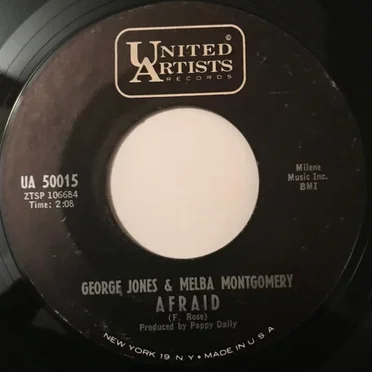 ©
UNITED
ARTISTS
RECORDS
UA 50015
ZTSP 106684
Time: 2:08
Milene
Music Inc.
BMI
GEORGE JONES & MELBA MONTGOMERY
AFRAID
(F. Rose)
Produced by Pappy Daily
NEW YORK 19 N Y • MADE IN U S A